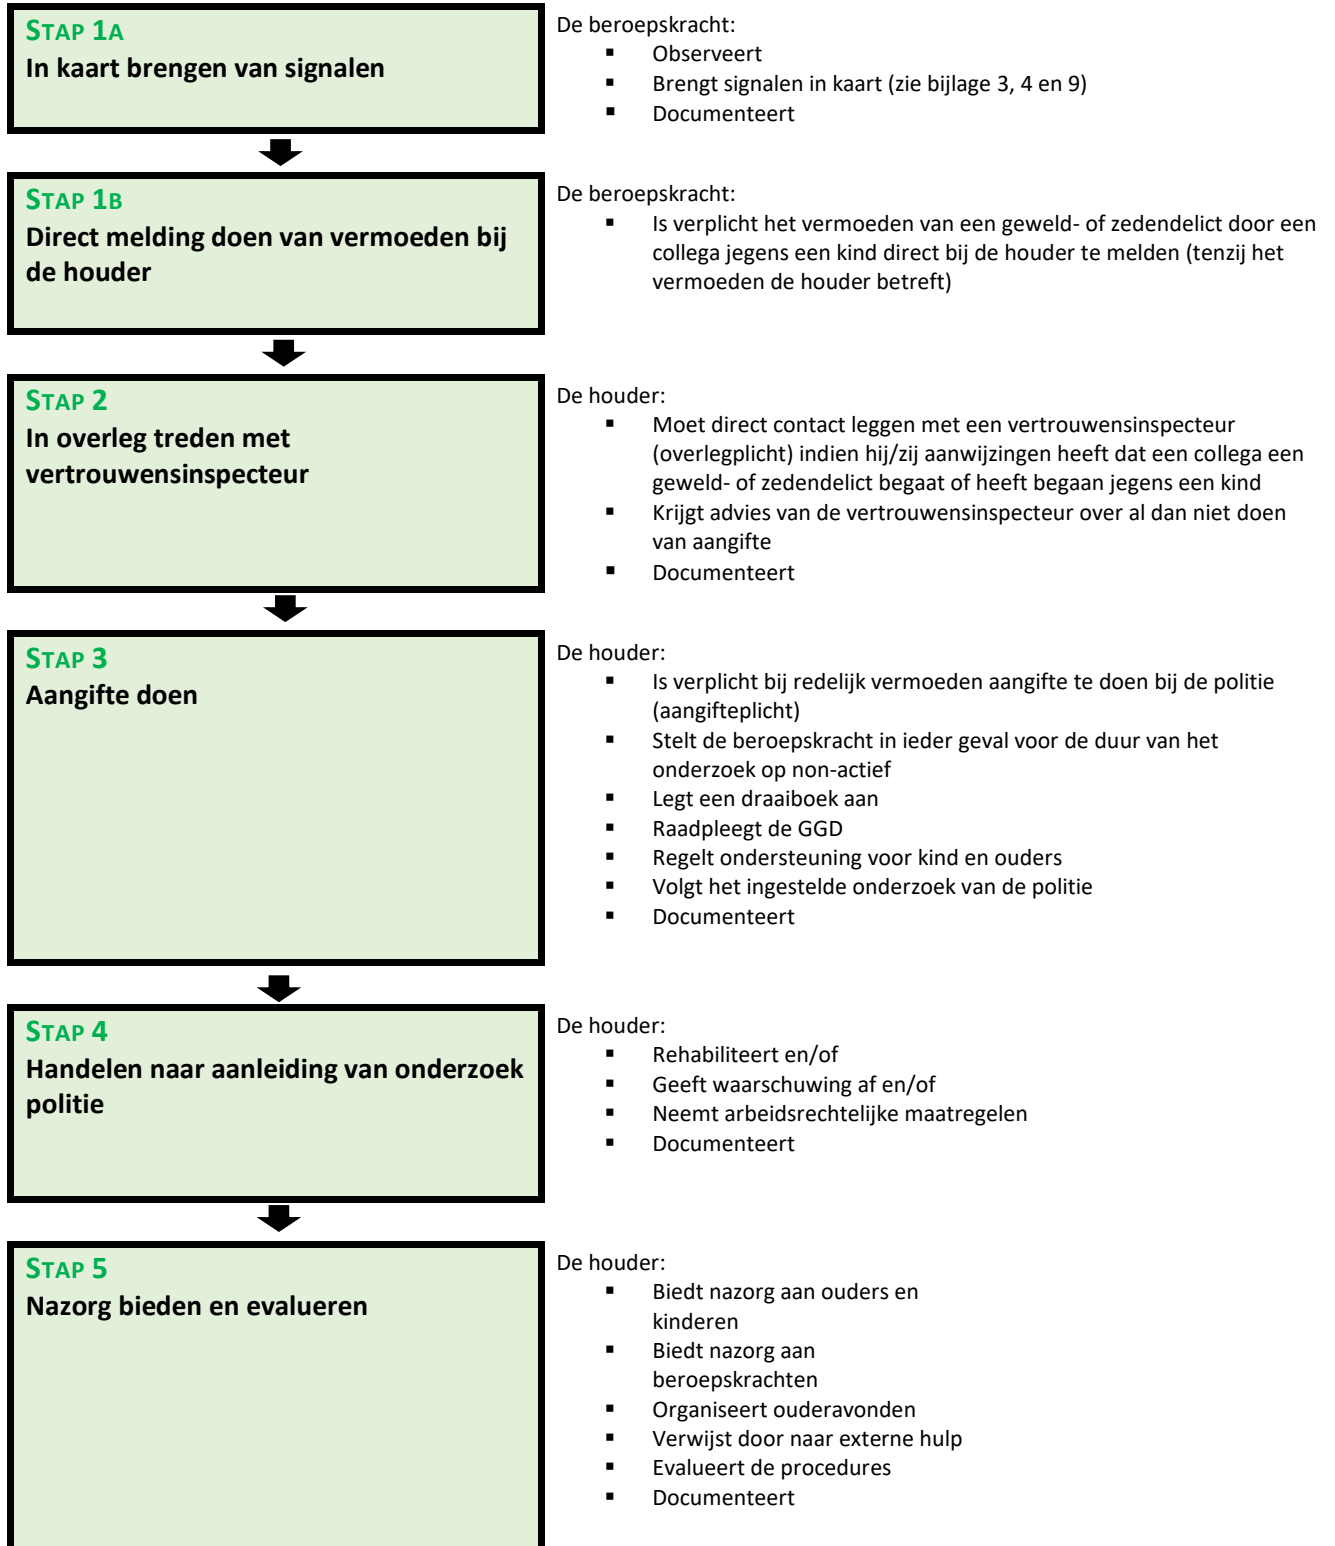 STAP 1A
In kaart brengen van signalen
De beroepskracht:
▪ Observeert
▪ Brengt signalen in kaart (zie bijlage 3, 4 en 9)
▪ Documenteert
STAP 1B
Direct melding doen van vermoeden bij
de houder
De beroepskracht:
▪ Is verplicht het vermoeden van een geweld- of zedendelict door een
collega jegens een kind direct bij de houder te melden (tenzij het
vermoeden de houder betreft)
STAP 2
In overleg treden met
vertrouwensinspecteur
De houder:
▪ Moet direct contact leggen met een vertrouwensinspecteur
(overlegplicht) indien hij/zij aanwijzingen heeft dat een collega een
geweld- of zedendelict begaat of heeft begaan jegens een kind
▪ Krijgt advies van de vertrouwensinspecteur over al dan niet doen
van aangifte
▪ Documenteert
STAP 3
Aangifte doen
De houder:
▪ Is verplicht bij redelijk vermoeden aangifte te doen bij de politie
(aangifteplicht)
▪ Stelt de beroepskracht in ieder geval voor de duur van het
onderzoek op non-actief
▪ Legt een draaiboek aan
▪ Raadpleegt de GGD
▪ Regelt ondersteuning voor kind en ouders
▪ Volgt het ingestelde onderzoek van de politie
▪ Documenteert
STAP 4
Handelen naar aanleiding van onderzoek
politie
De houder:
▪ Rehabiliteert en/of
▪ Geeft waarschuwing af en/of
▪ Neemt arbeidsrechtelijke maatregelen
▪ Documenteert
STAP 5
Nazorg bieden en evalueren
De houder:
▪ Biedt nazorg aan ouders en
kinderen
▪ Biedt nazorg aan
beroepskrachten
▪ Organiseert ouderavonden
▪ Verwijst door naar externe hulp
▪ Evalueert de procedures
▪ Documenteert